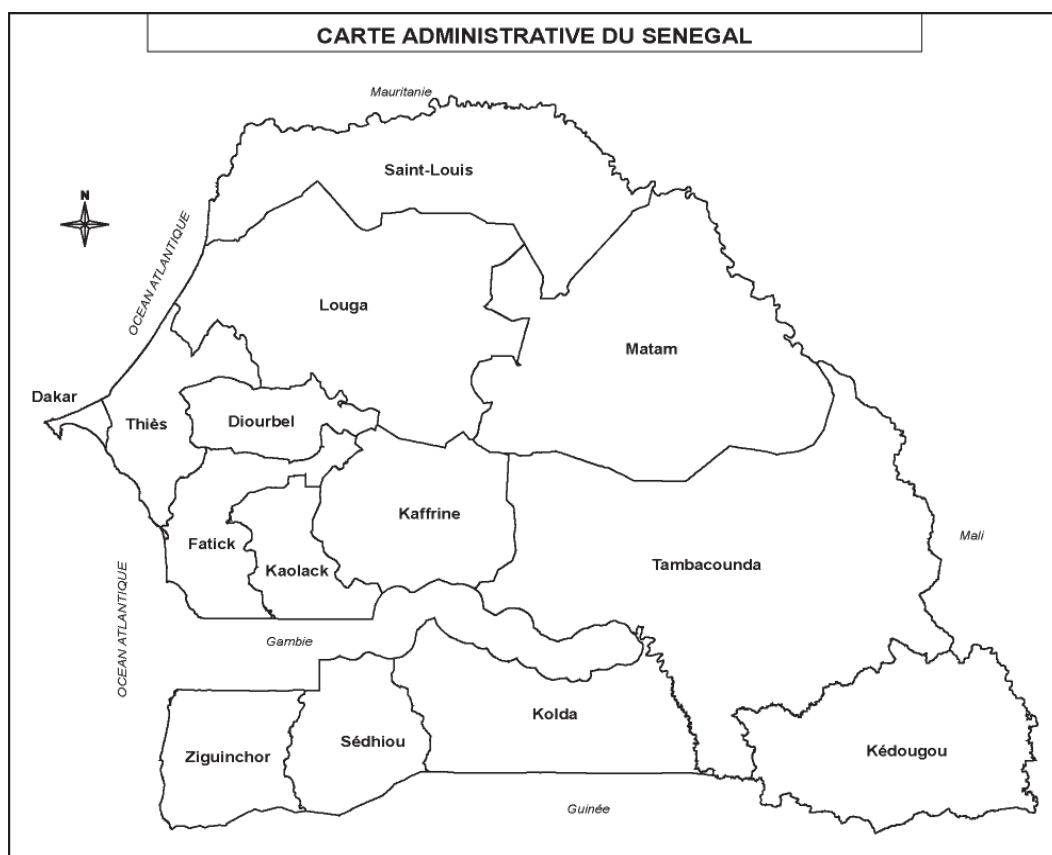 CARTE ADMINISTRATIVE DU SENEGAL
Mauritanie
Saint-Louis
N
OCEAN ATLANTIQUE
Louga
Matam
Dakar
Thiès
Diourbel
Kaffrine
Fatick
Kaolack
Tambacounda
Mali
OCEAN ATLANTIQUE
Gambie
Kolda
Sédhiou
Ziguinchor
Kédougou
Guinée